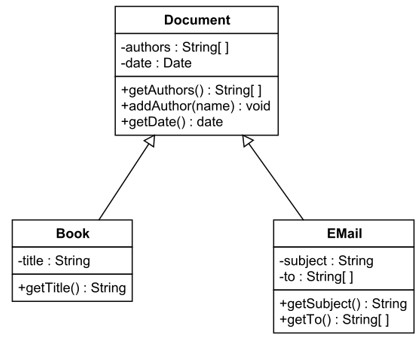 Document
-authors : String[ ]
-date : Date
+getAuthors() : String[ ]
+addAuthor(name) : void
+getDate() : date
Book
-title : String
+getTitle() : String
EMail
-subject : String
-to : String[ ]
+getSubject() : String
+getTo() : String[ ]